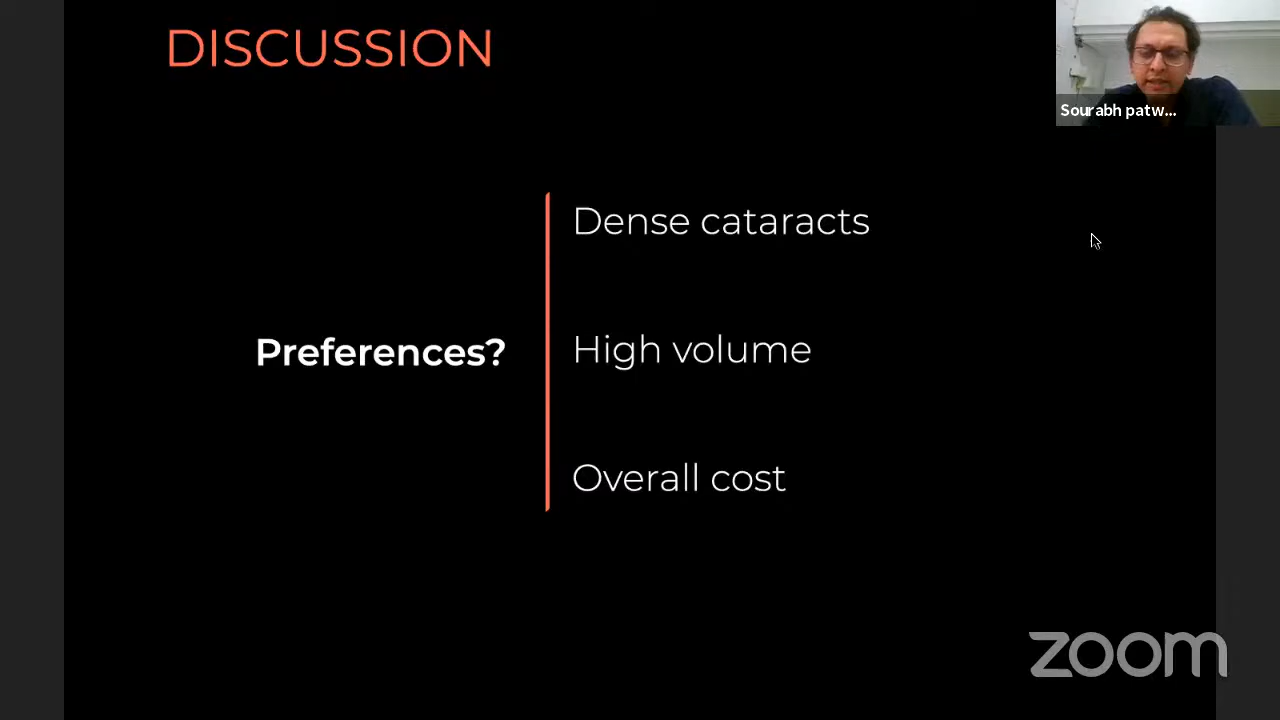 DISCUSSION
Sourabh patw...
Dense cataracts
Preferences?
High volume
Overall cost
zoom